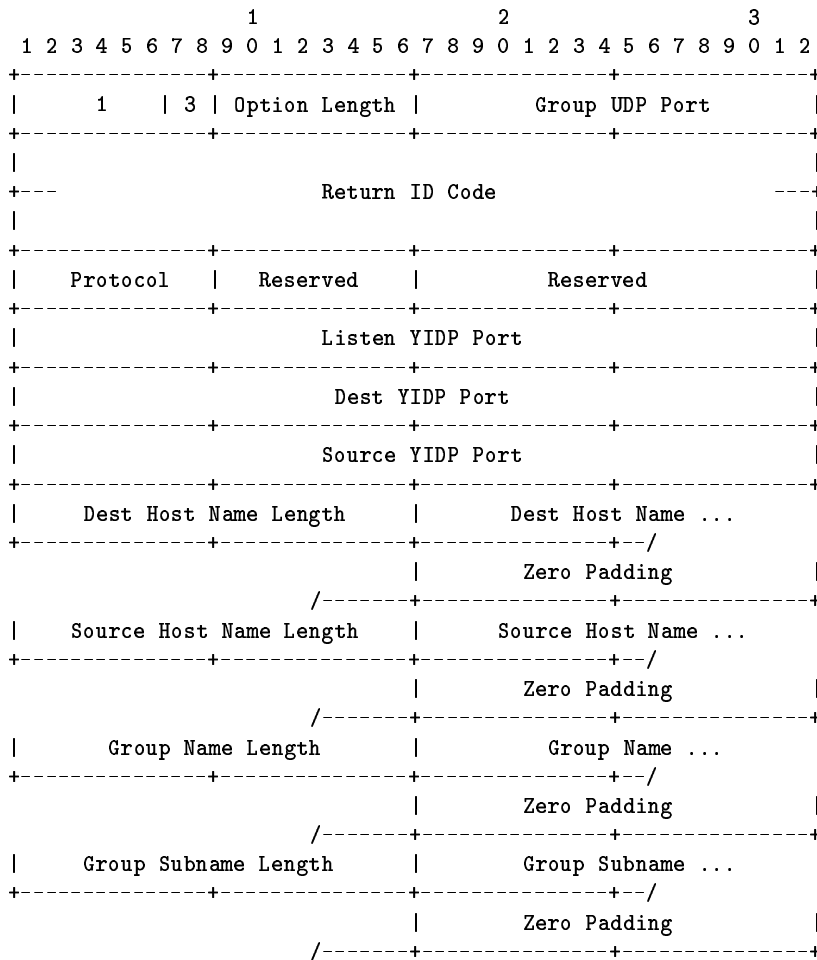 1 2 3
1 2 3 4 5 6 7 8 9 0 1 2 3 4 5 6 7 8 9 0 1 2 3 4 5 6 7 8 9 0 1 2
+---------------+---------------+---------------+---------------+
| 1 | 3 | Option Length | Group UDP Port |
+---------------+---------------+---------------+---------------+
| |
+--- Return ID Code ---+
| |
+---------------+---------------+---------------+---------------+
| Protocol | Reserved | Reserved |
+---------------+---------------+---------------+---------------+
| Listen YIDP Port |
+---------------+---------------+---------------+---------------+
| Dest YIDP Port |
+---------------+---------------+---------------+---------------+
| Source YIDP Port |
+---------------+---------------+---------------+---------------+
| Dest Host Name Length | Dest Host Name ...
+---------------+---------------+---------------+--/
| Zero Padding |
/-------+---------------+---------------+
| Source Host Name Length | Source Host Name ...
+---------------+---------------+---------------+--/
| Zero Padding |
/-------+---------------+---------------+
| Group Name Length | Group Name ...
+---------------+---------------+---------------+--/
| Zero Padding |
/-------+---------------+---------------+
| Group Subname Length | Group Subname ...
+---------------+---------------+---------------+--/
| Zero Padding |
/-------+---------------+---------------+